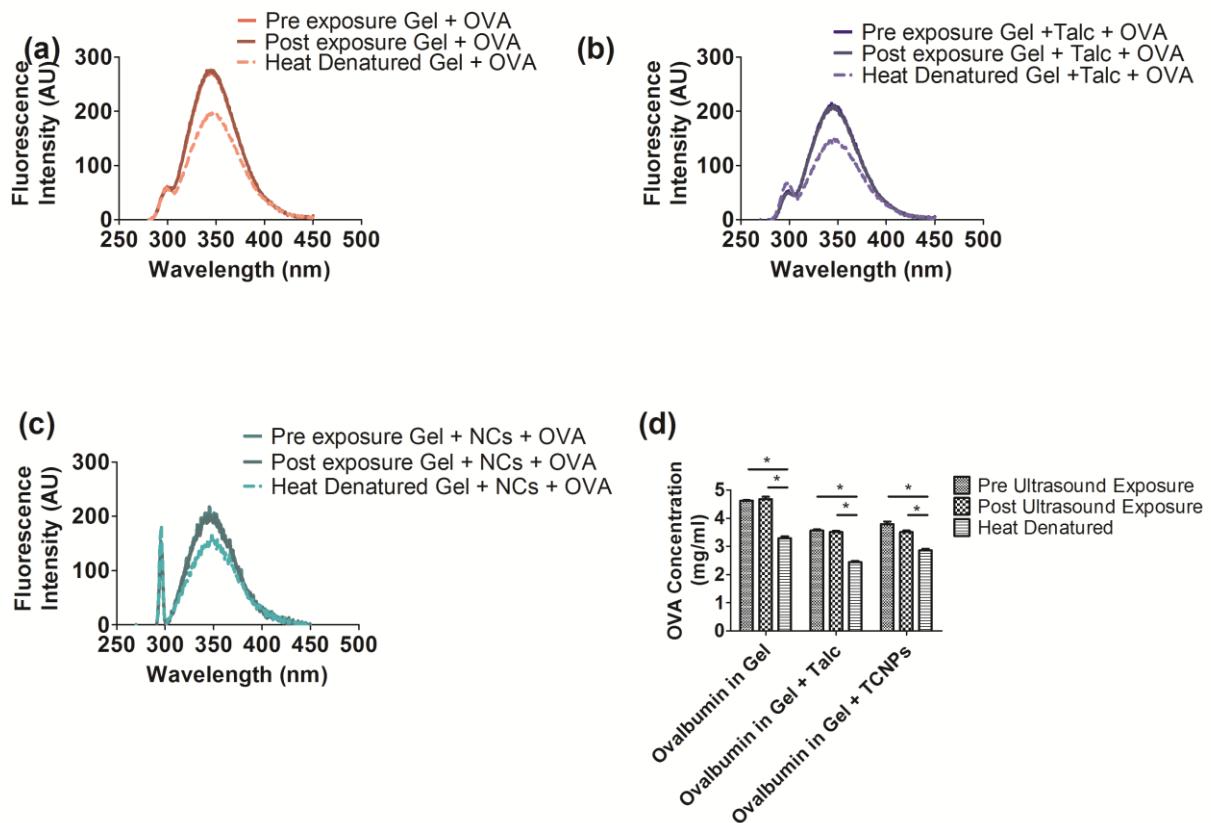 (a)
Pre exposure Gel + OVA
Post exposure Gel + OVA
Heat Denatured Gel + OVA
Fluorescence
Intensity (AU)
300
200
100
0
250 300 350 400 450 500
Wavelength (nm)
(b)
Pre exposure Gel +Talc + OVA
Post exposure Gel + Talc + OVA
Heat Denatured Gel +Talc + OVA
Fluorescence
Intensity (AU)
300
200
100
0
250 300 350 400 450 500
Wavelength (nm)
(c)
Pre exposure Gel + NCs + OVA
Post exposure Gel + NCs + OVA
Heat Denatured Gel + NCs + OVA
Fluorescence
Intensity (AU)
300
200
100
0
250 300 350 400 450 500
Wavelength (nm)
(d)
OVA Concentration
(mg/ml)
5
4
3
2
1
0
* * *
* * *
Pre Ultrasound Exposure
Post Ultrasound Exposure
Heat Denatured
Ovalbumin in Gel
Ovalbumin in Gel + Talc
Ovalbumin in Gel + TCNPs